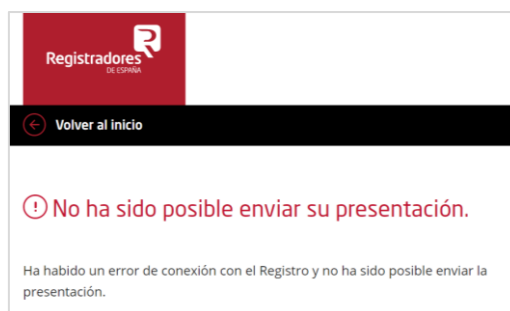 Registradores
DE ESPAÑA
Volver al inicio
No ha sido posible enviar su presentación.
Ha habido un error de conexión con el Registro y no ha sido posible enviar la
presentación.